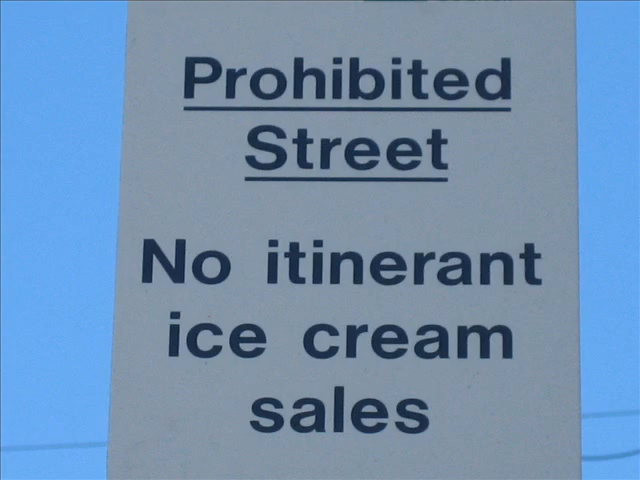 Prohibited
Street
No itinerant
ice cream
sales